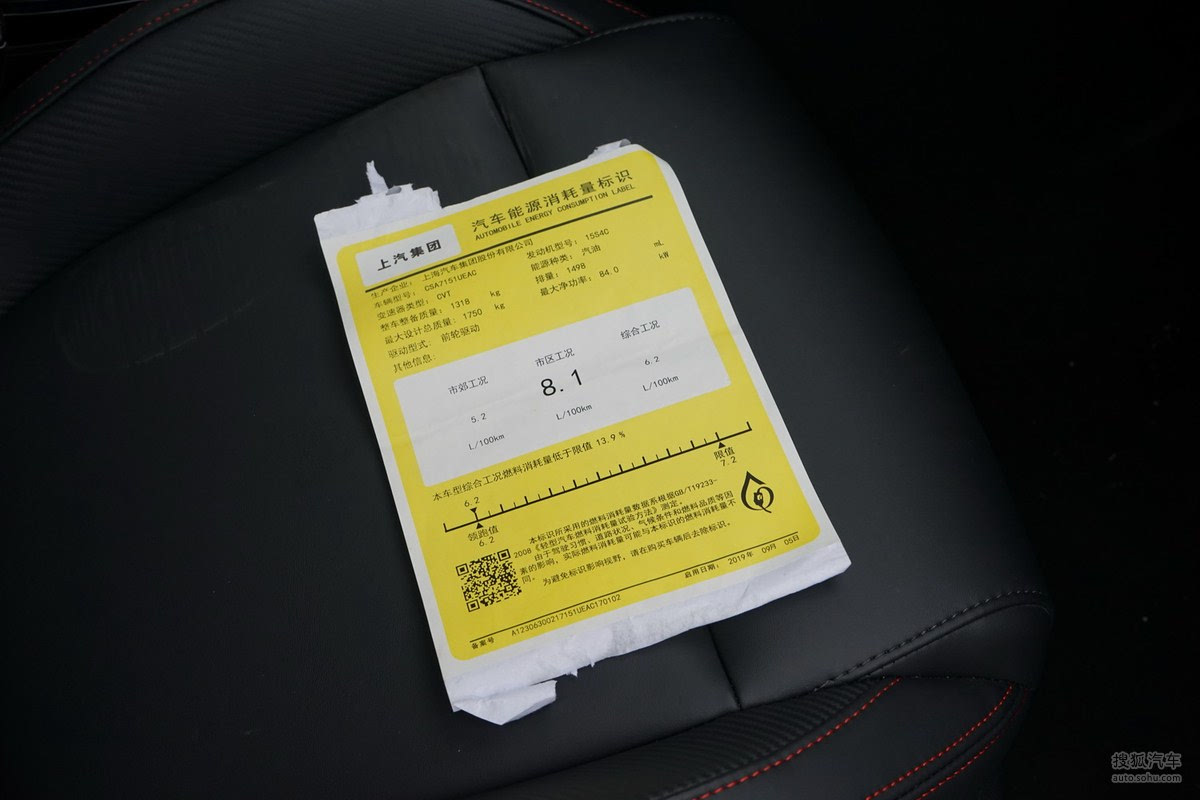 汽车能源消耗量标识
AUTOMOBILE ENERGY CONSUMPTION LABEL
上汽集团
生产企业： 上海汽车集团股份有限公司
车辆型号： CSA7151UEAC
变速器类型： CVT
整车整备质量： 1318 kg
最大设计总质量： 1750 kg
驱动型式： 前轮驱动
其他信息：
发动机型号： 15S4C
能源种类： 汽油
排量： 1498 mL
最大净功率： 84.0 kW
市郊工况
5.2
L/100km
市区工况
8.1
L/100km
综合工况
6.2
L/100km
本车型综合工况燃料消耗量低于限值 13.9 %
6.2
领跑值
6.2
限值
7.2
本标识所采用的燃料消耗量数据系根据GB/T19233-
2008《轻型汽车燃料消耗量试验方法》测定。
由于驾驶习惯、道路状况、气候条件和燃料品质等因
素的影响，实际燃料消耗量可能与本标识的燃料消耗量不
同。 为避免标识影响视野，请在购买车辆后去除标识。
备案号 A12306300217151UEAC170102
启用日期： 2019年 09月 05日
搜狐汽车
auto.sohu.com